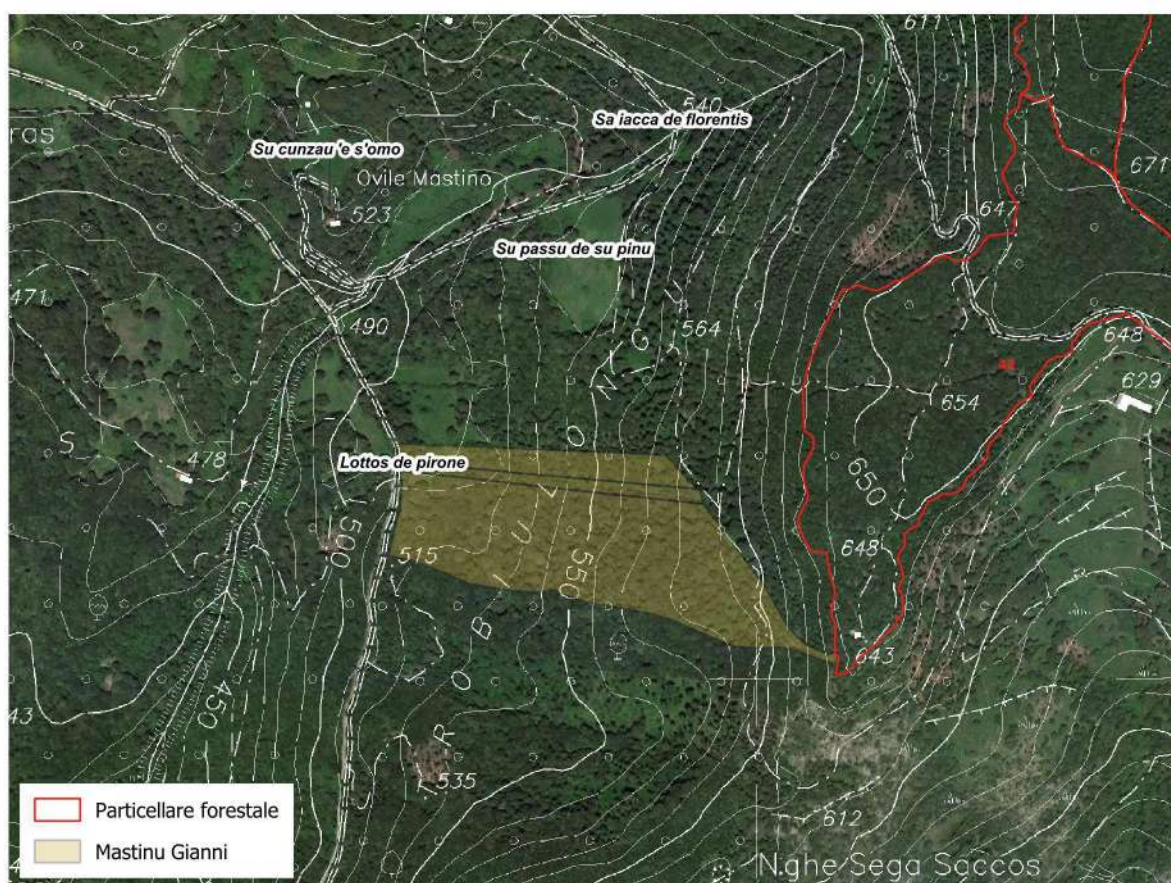 611
540
Sa iacca de florentis
ras
Su cunzau 'e s'omo
671
Ovile Mastino
523
647
Su passu de su pinu
471
490
564
648
629
654
Lottos de pirone
478
650
500
515
550
648
643
450
43
535
612
Particellare forestale
Mastinu Gianni
N.ghe Sega Saccos